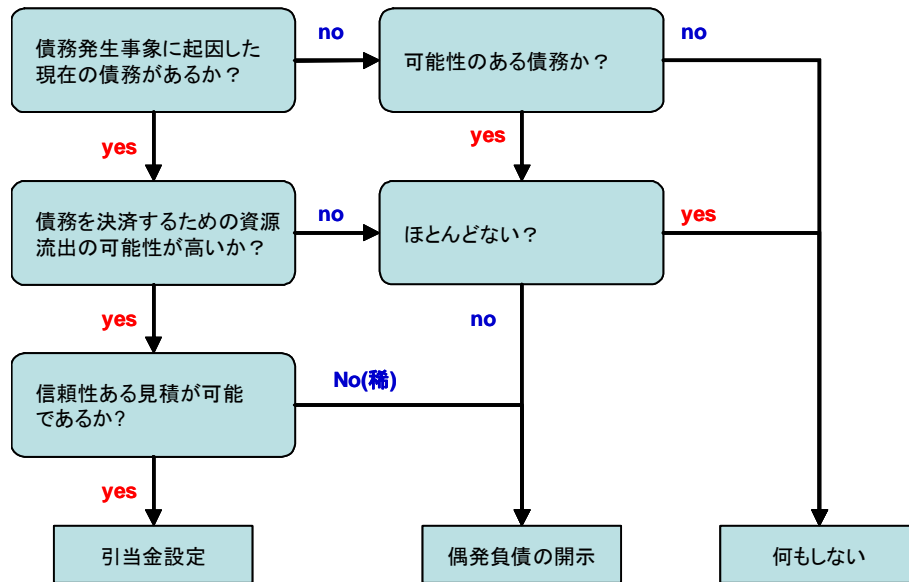 債務発生事象に起因した
現在の債務があるか？
no
可能性のある債務か？
no
yes
yes
債務を決済するための資源
流出の可能性が高いか？
no
ほとんどない？
yes
yes
no
信頼性ある見積が可能
であるか?
No(稀)
yes
引当金設定
偶発負債の開示
何もしない